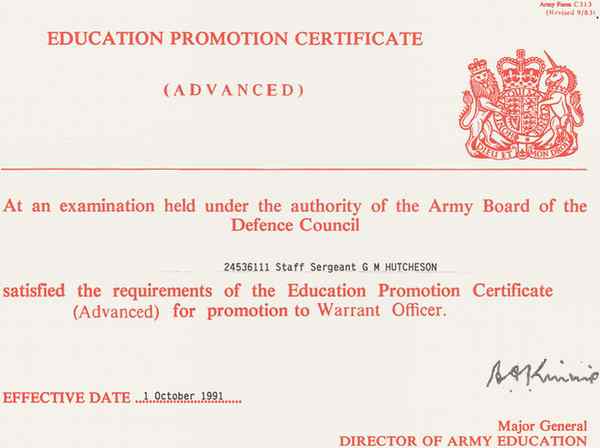 Army Form C313
(Revised 9/83)
EDUCATION PROMOTION CERTIFICATE
(ADVANCED)
DIEU ET MON DROIT
At an examination held under the authority of the Army Board of the
Defence Council
24536111 Staff Sergeant G M HUTCHESON
satisfied the requirements of the Education Promotion Certificate
(Advanced) for promotion to Warrant Officer.
EFFECTIVE DATE ..1 October 1991.....
Major General
DIRECTOR OF ARMY EDUCATION